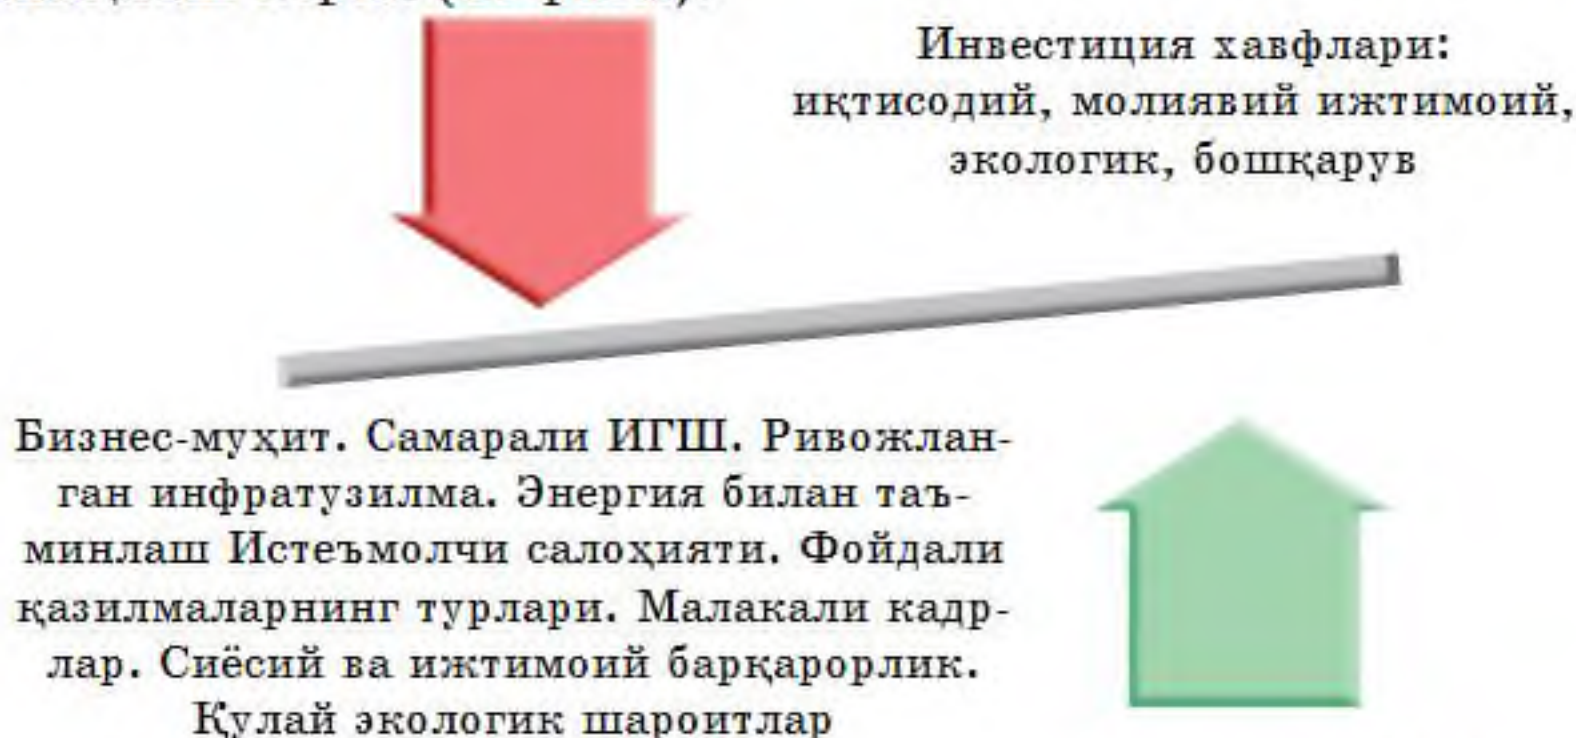 Инвестиция хавфлари:
иқтисодий, молиявий ижтимоий,
экологик, бошқарув
Бизнес-муҳит. Самарали ИГШ. Ривожлан-
ган инфратузилма. Энергия билан таъ-
минлаш Истеъмолчи салоҳияти. Фойдали
қазилмаларнинг турлари. Малакали кадр-
лар. Сиёсий ва ижтимоий барқарорлик.
Қулай экологик шароитлар